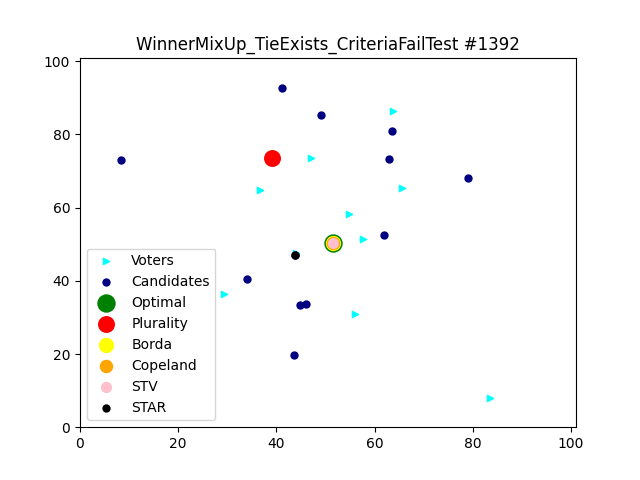 WinnerMixUp_TieExists_CriteriaFailTest #1392
100
80
60
40
20
0
Voters
Candidates
Optimal
Plurality
Borda
Copeland
STV
STAR
0 20 40 60 80 100